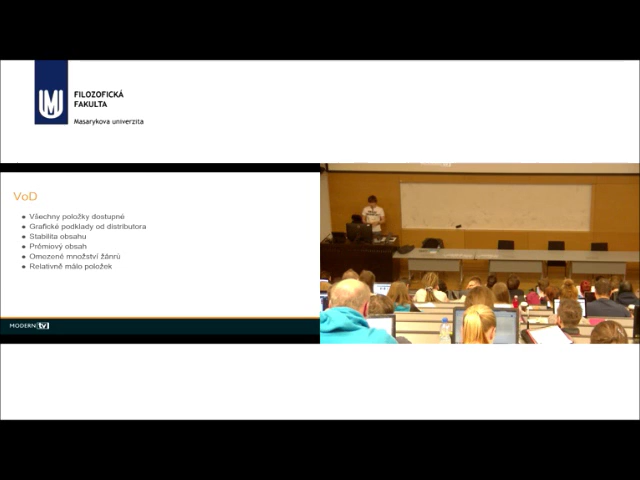 FILOZOFICKÁ
FAKULTA
Masarykova univerzita
VoD
Všechny položky dostupné
Grafické podklady od distributora
Stabilita obsahu
Prémiový obsah
Omezené množství žánrů
Relativně málo položek
MODERN tv